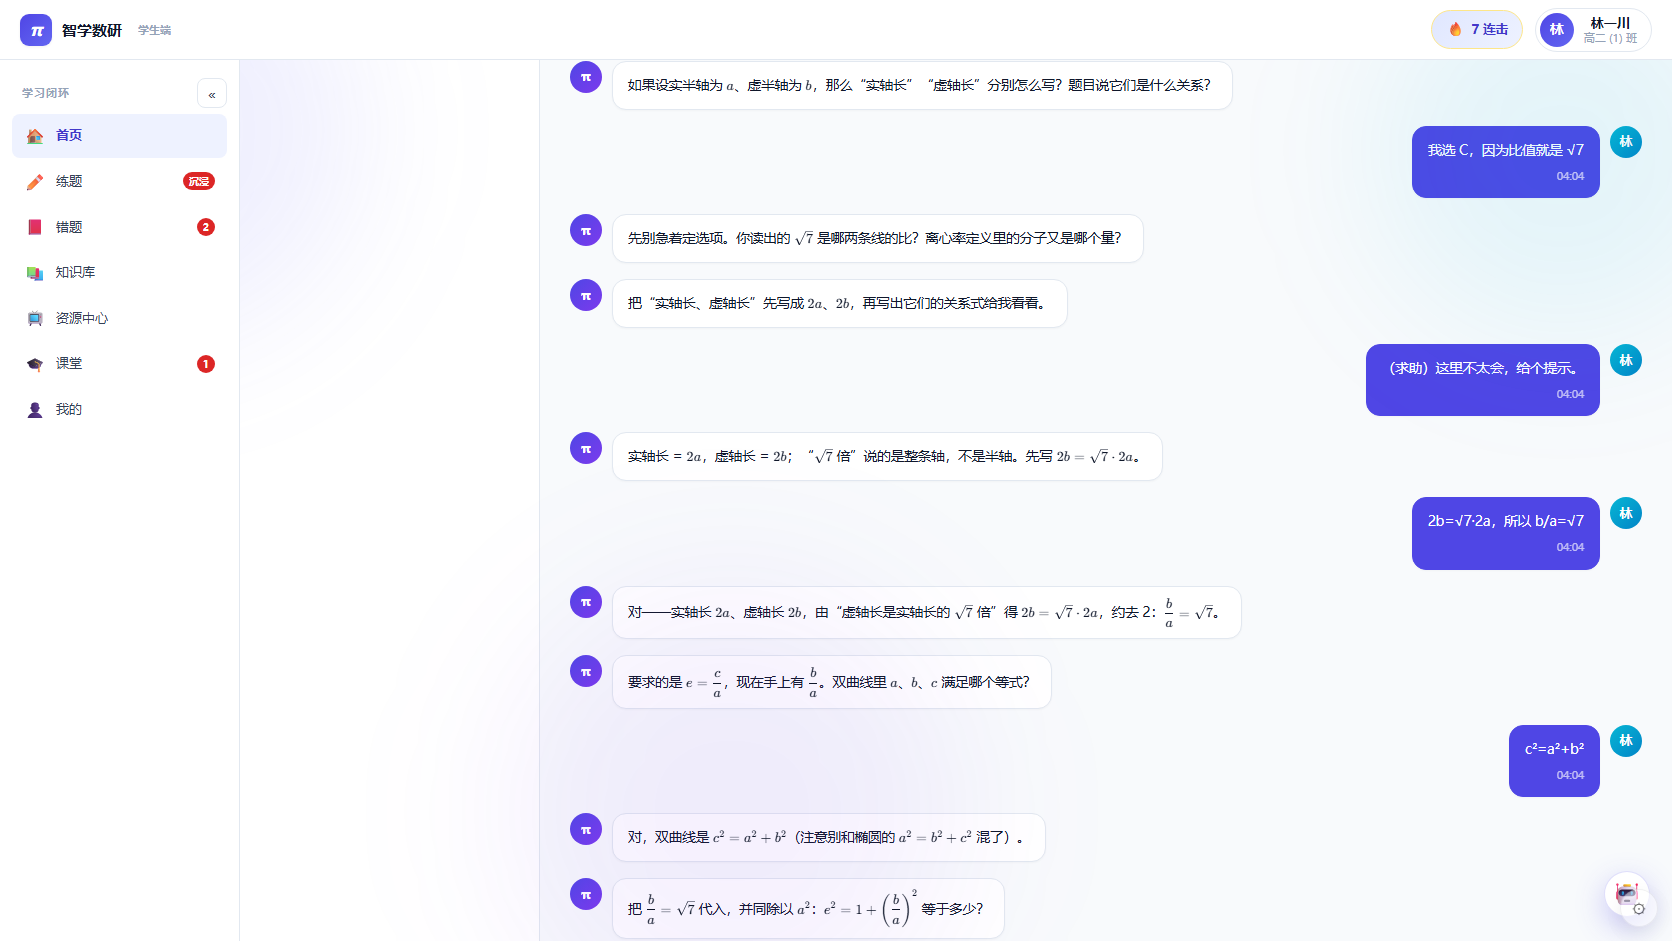 π 智学数研 学生端
7 连击
林 林一川
高二 (1) 班
学习闭环 «
首页
练题 沉浸
错题 2
知识库
资源中心
课堂 1
我的
π 如果设实半轴为 a、虚半轴为 b，那么“实轴长”“虚轴长”分别怎么写？题目说它们是什么关系？
我选 C，因为比值就是 √7 林
04:04
π 先别急着定选项。你读出的 √7 是哪两条线的比？离心率定义里的分子又是哪个量？
π 把“实轴长、虚轴长”先写成 2a、2b，再写出它们的关系式给我看看。
（求助）这里不太会，给个提示。 林
04:04
π 实轴长 = 2a，虚轴长 = 2b；“√7 倍”说的是整条轴，不是半轴。先写 2b = √7 · 2a。
2b=√7·2a，所以 b/a=√7 林
04:04
π 对——实轴长 2a、虚轴长 2b，由“虚轴长是实轴长的 √7 倍”得 2b = √7 · 2a，约去 2：b/a = √7。
π 要求的是 e = c/a，现在手上有 b/a。双曲线里 a、b、c 满足哪个等式？
c²=a²+b² 林
04:04
π 对，双曲线是 c² = a² + b²（注意别和椭圆的 a² = b² + c² 混了）。
π 把 b/a = √7 代入，并同除以 a²：e² = 1 + (b/a)² 等于多少？